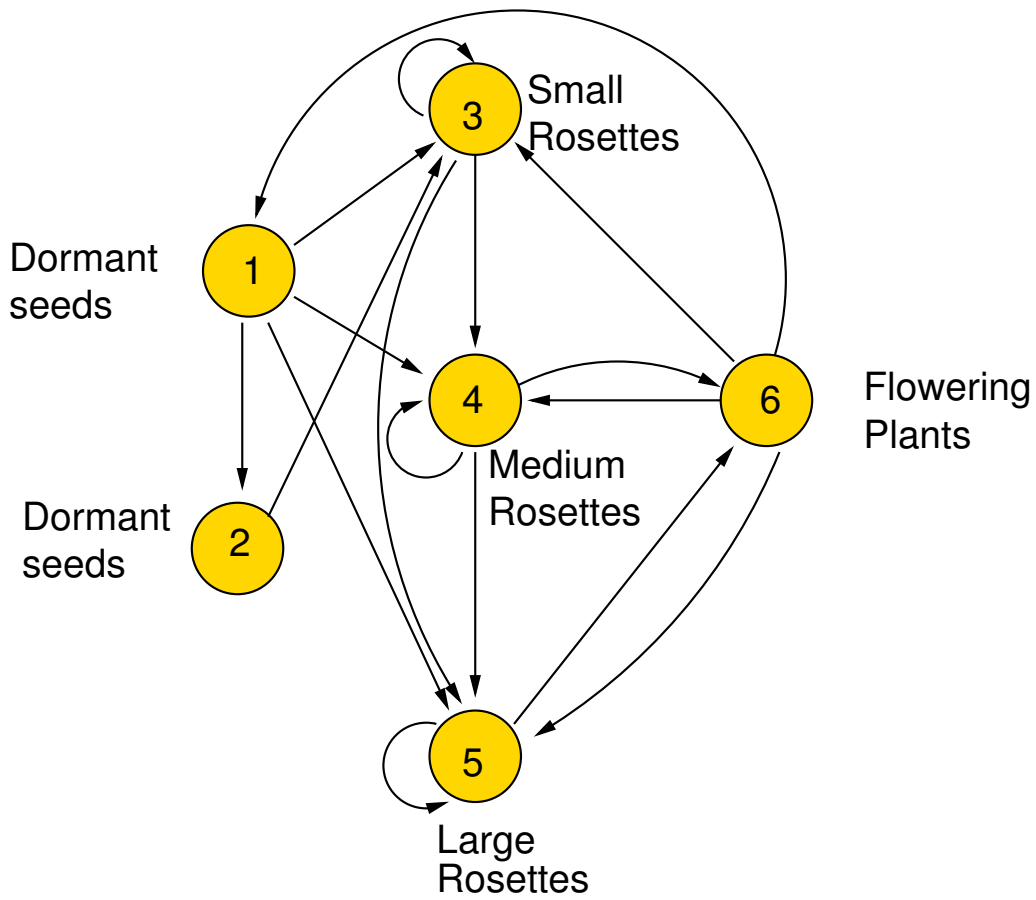 3
Small
Rosettes
1
Dormant
seeds
4
6
Flowering
Plants
Medium
Rosettes
2
Dormant
seeds
5
Large
Rosettes